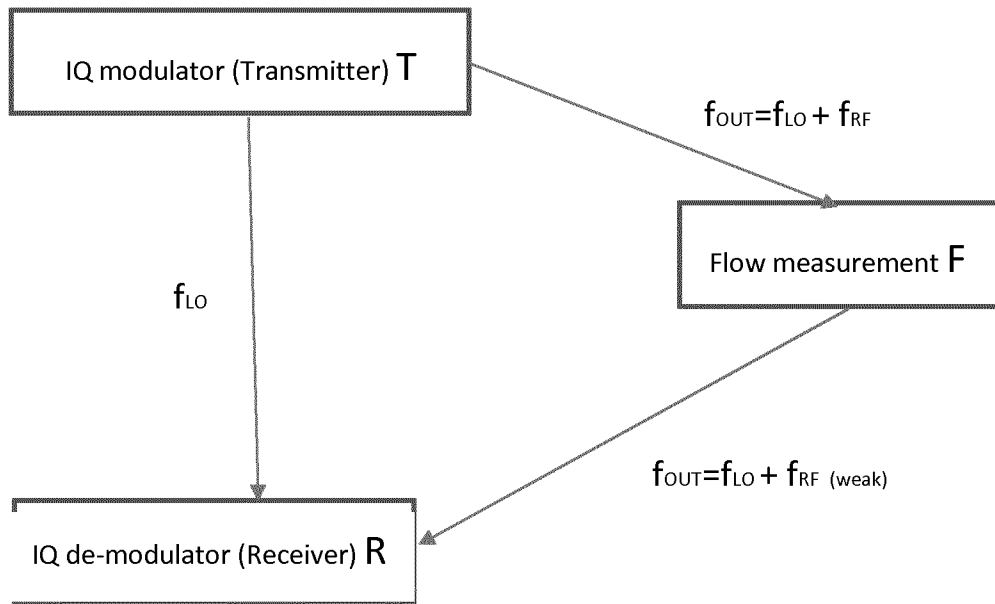 IQ modulator (Transmitter) T
fOUT=fLO + fRF
Flow measurement F
fLO
fOUT=fLO + fRF (weak)
IQ de-modulator (Receiver) R